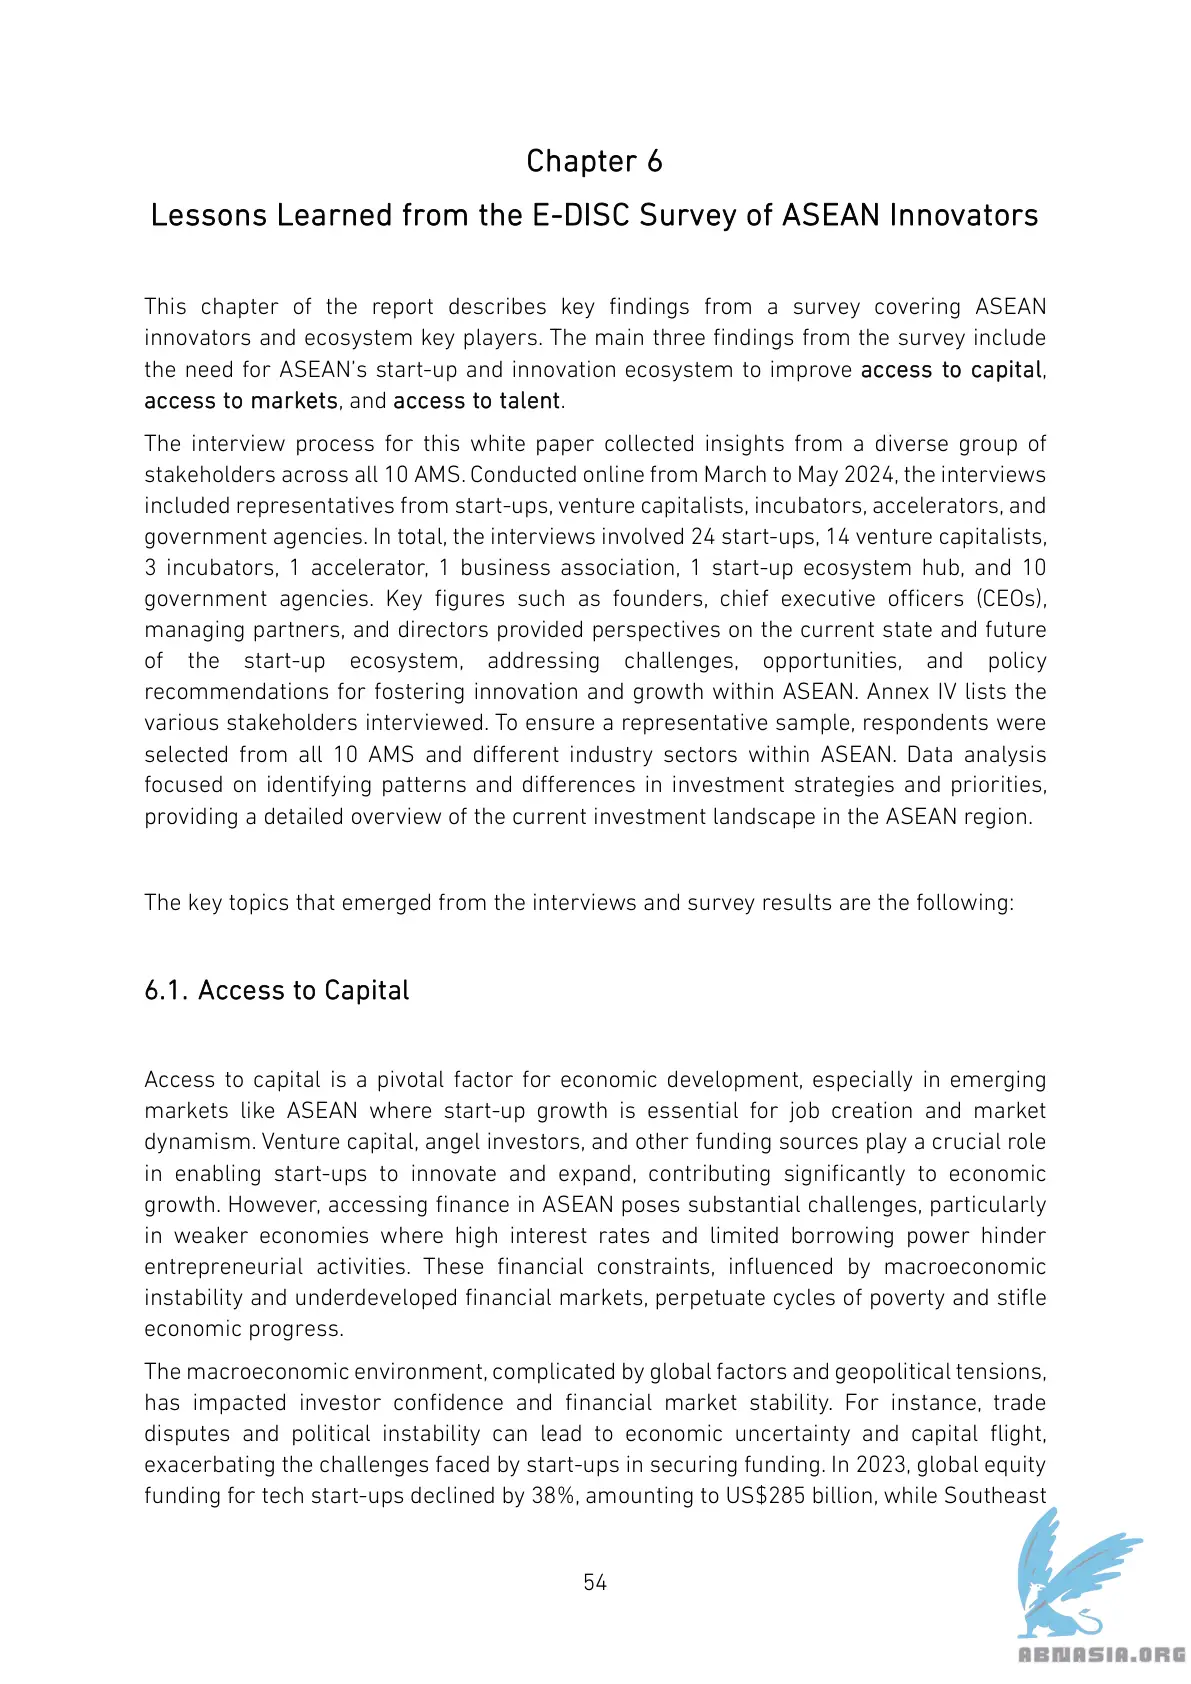 Chapter 6
Lessons Learned from the E-DISC Survey of ASEAN Innovators
This chapter of the report describes key findings from a survey covering ASEAN
innovators and ecosystem key players. The main three findings from the survey include
the need for ASEAN's start-up and innovation ecosystem to improve access to capital,
access to markets, and access to talent.
The interview process for this white paper collected insights from a diverse group of
stakeholders across all 10 AMS. Conducted online from March to May 2024, the interviews
included representatives from start-ups, venture capitalists, incubators, accelerators, and
government agencies. In total, the interviews involved 24 start-ups, 14 venture capitalists,
3 incubators, 1 accelerator, 1 business association, 1 start-up ecosystem hub, and 10
government agencies. Key figures such as founders, chief executive officers (CEOs),
managing partners, and directors provided perspectives on the current state and future
of the start-up ecosystem, addressing challenges, opportunities, and policy
recommendations for fostering innovation and growth within ASEAN. Annex IV lists the
various stakeholders interviewed. To ensure a representative sample, respondents were
selected from all 10 AMS and different industry sectors within ASEAN. Data analysis
focused on identifying patterns and differences in investment strategies and priorities,
providing a detailed overview of the current investment landscape in the ASEAN region.
The key topics that emerged from the interviews and survey results are the following:
6.1. Access to Capital
Access to capital is a pivotal factor for economic development, especially in emerging
markets like ASEAN where start-up growth is essential for job creation and market
dynamism. Venture capital, angel investors, and other funding sources play a crucial role
in enabling start-ups to innovate and expand, contributing significantly to economic
growth. However, accessing finance in ASEAN poses substantial challenges, particularly
in weaker economies where high interest rates and limited borrowing power hinder
entrepreneurial activities. These financial constraints, influenced by macroeconomic
instability and underdeveloped financial markets, perpetuate cycles of poverty and stifle
economic progress.
The macroeconomic environment, complicated by global factors and geopolitical tensions,
has impacted investor confidence and financial market stability. For instance, trade
disputes and political instability can lead to economic uncertainty and capital flight,
exacerbating the challenges faced by start-ups in securing funding. In 2023, global equity
funding for tech start-ups declined by 38%, amounting to US$285 billion, while Southeast
54
ABNASIA.ORG